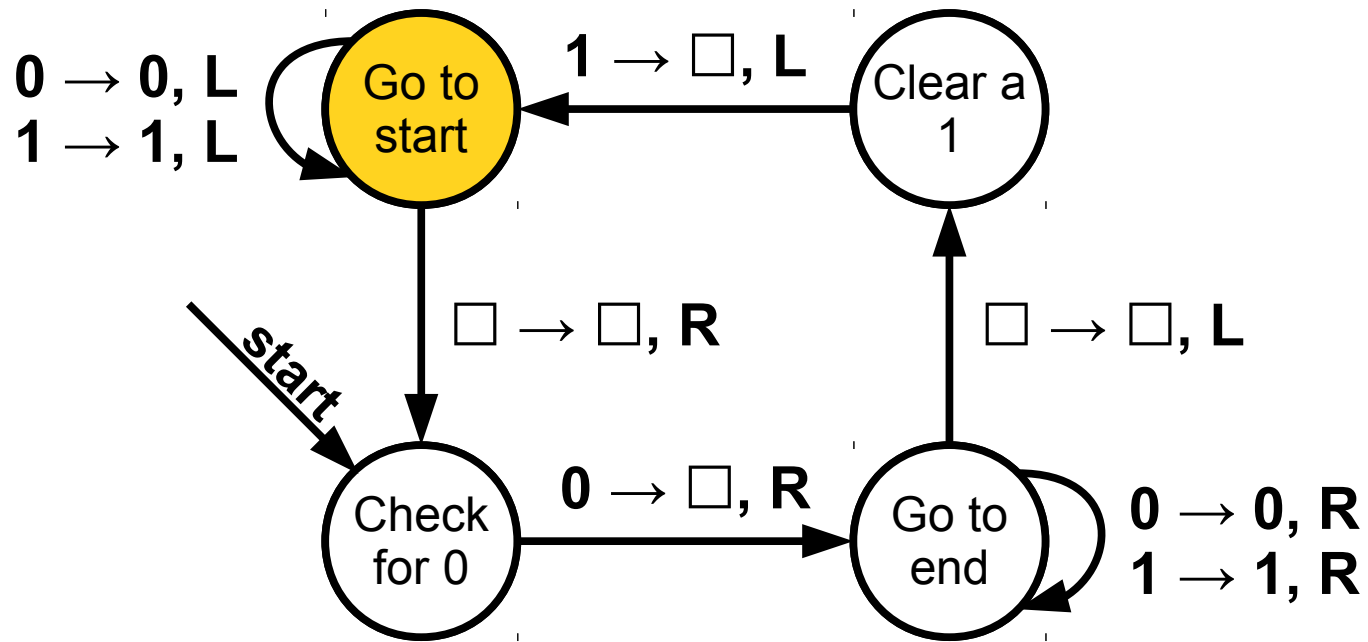 0 → 0, L
1 → 1, L
Go to
start
1 → □, L
Clear a
1
□ → □, R
□ → □, L
start
Check
for 0
0 → □, R
Go to
end
0 → 0, R
1 → 1, R